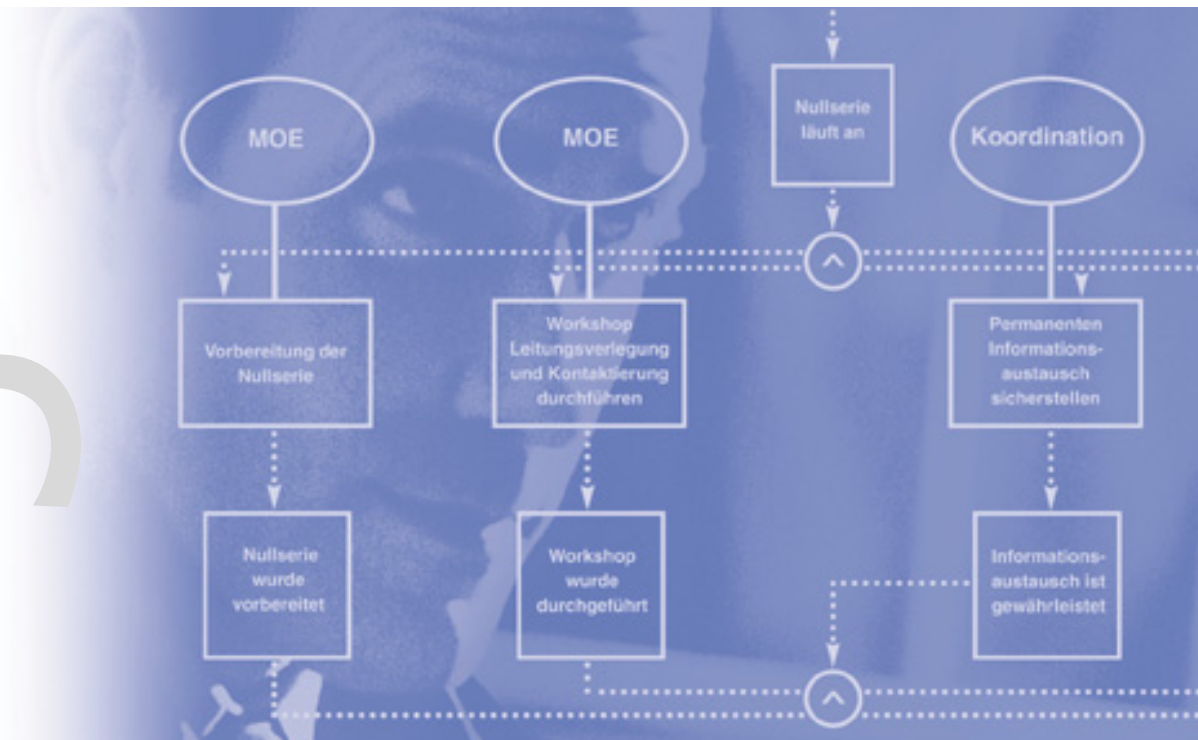 MOE
MOE
Nullserie
läuft an
Koordination
Vorbereitung der
Nullserie
Workshop
Leitungsverlegung
und Kontaktierung
durchführen
Permanenten
Informations-
austausch
sicherstellen
Nullserie
wurde
vorbereitet
Workshop
wurde
durchgeführt
Informations-
austausch ist
gewährleistet